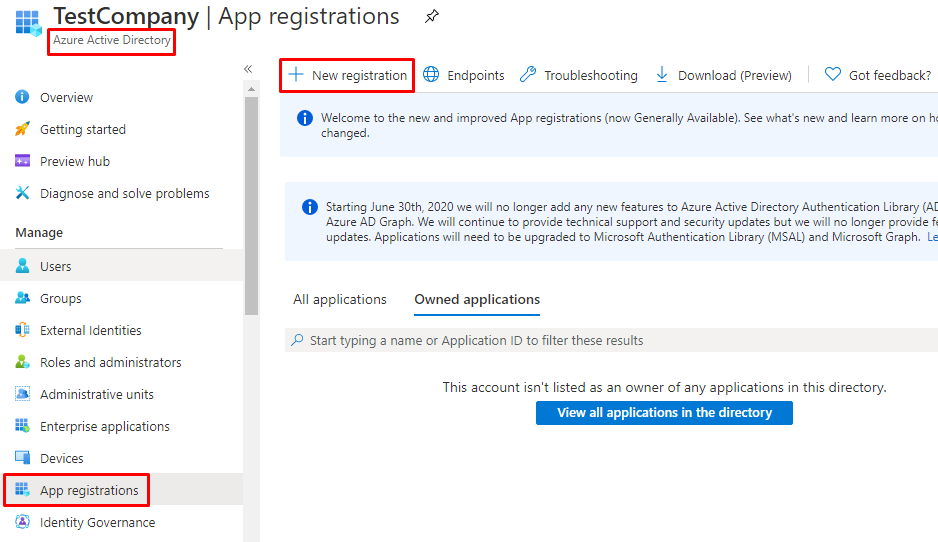 TestCompany | App registrations
Azure Active Directory
Overview
Getting started
Preview hub
Diagnose and solve problems
Manage
Users
Groups
External Identities
Roles and administrators
Administrative units
Enterprise applications
Devices
App registrations
Identity Governance
New registration
Endpoints
Troubleshooting
Download (Preview)
Got feedback?
Welcome to the new and improved App registrations (now Generally Available). See what's new and learn more on
changed.
Starting June 30th, 2020 we will no longer add any new features to Azure Active Directory Authentication Library
Azure AD Graph. We will continue to provide technical support and security updates but we will no longer provide
updates. Applications will need to be upgraded to Microsoft Authentication Library (MSAL) and Microsoft Graph.
All applications
Owned applications
Start typing a name or Application ID to filter these results
This account isn't listed as an owner of any applications in this directory.
View all applications in the directory